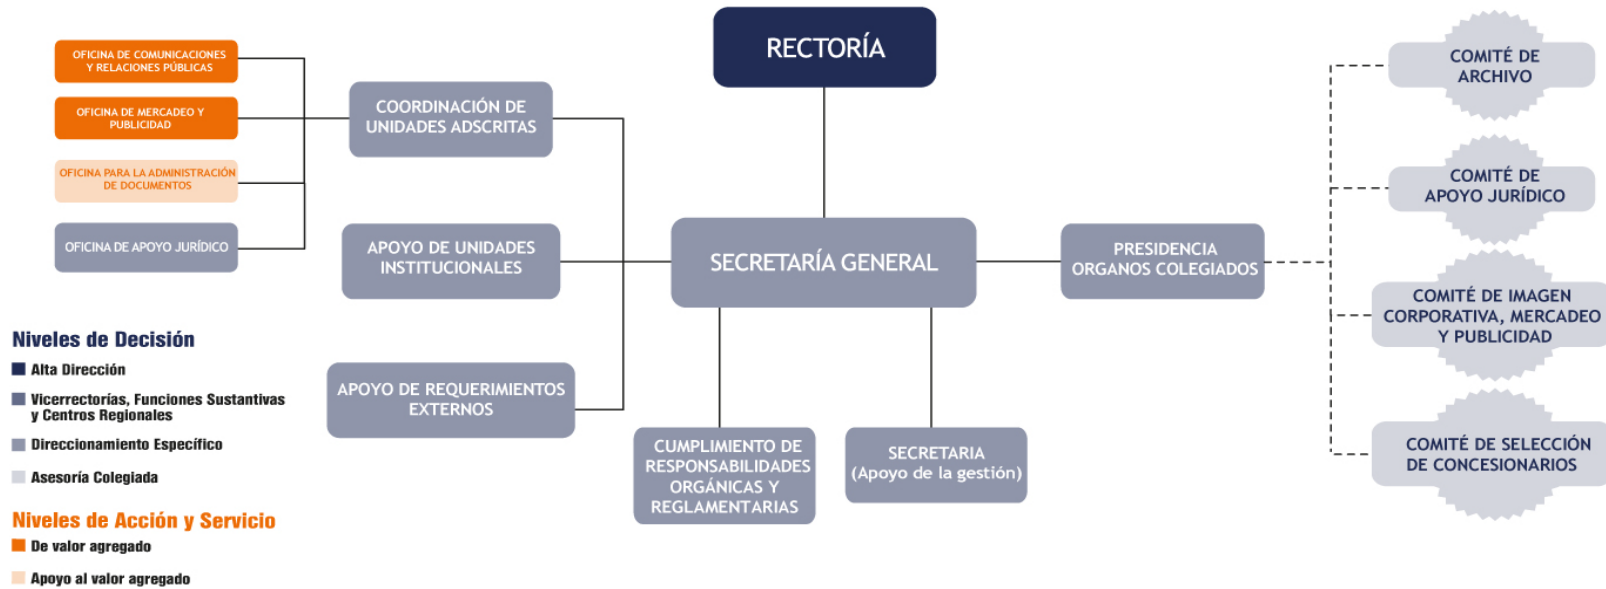 RECTORÍA
OFICINA DE COMUNICACIONES
Y RELACIONES PÚBLICAS
OFICINA DE MERCADEO Y
PUBLICIDAD
OFICINA PARA LA ADMINISTRACIÓN
DE DOCUMENTOS
OFICINA DE APOYO JURÍDICO
COORDINACIÓN DE
UNIDADES ADSCRITAS
APOYO DE UNIDADES
INSTITUCIONALES
APOYO DE REQUERIMIENTOS
EXTERNOS
SECRETARÍA GENERAL
CUMPLIMIENTO DE
RESPONSABILIDADES
ORGÁNICAS Y
REGLAMENTARIAS
SECRETARIA
(Apoyo de la gestión)
PRESIDENCIA
ORGANOS COLEGIADOS
COMITÉ DE
ARCHIVO
COMITÉ DE
APOYO JURÍDICO
COMITÉ DE IMAGEN
CORPORATIVA, MERCADEO
Y PUBLICIDAD
COMITÉ DE SELECCIÓN
DE CONCESIONARIOS
Niveles de Decisión
Alta Dirección
Vicerrectorías, Funciones Sustantivas
y Centros Regionales
Direccionamiento Específico
Asesoría Colegiada
Niveles de Acción y Servicio
De valor agregado
Apoyo al valor agregado